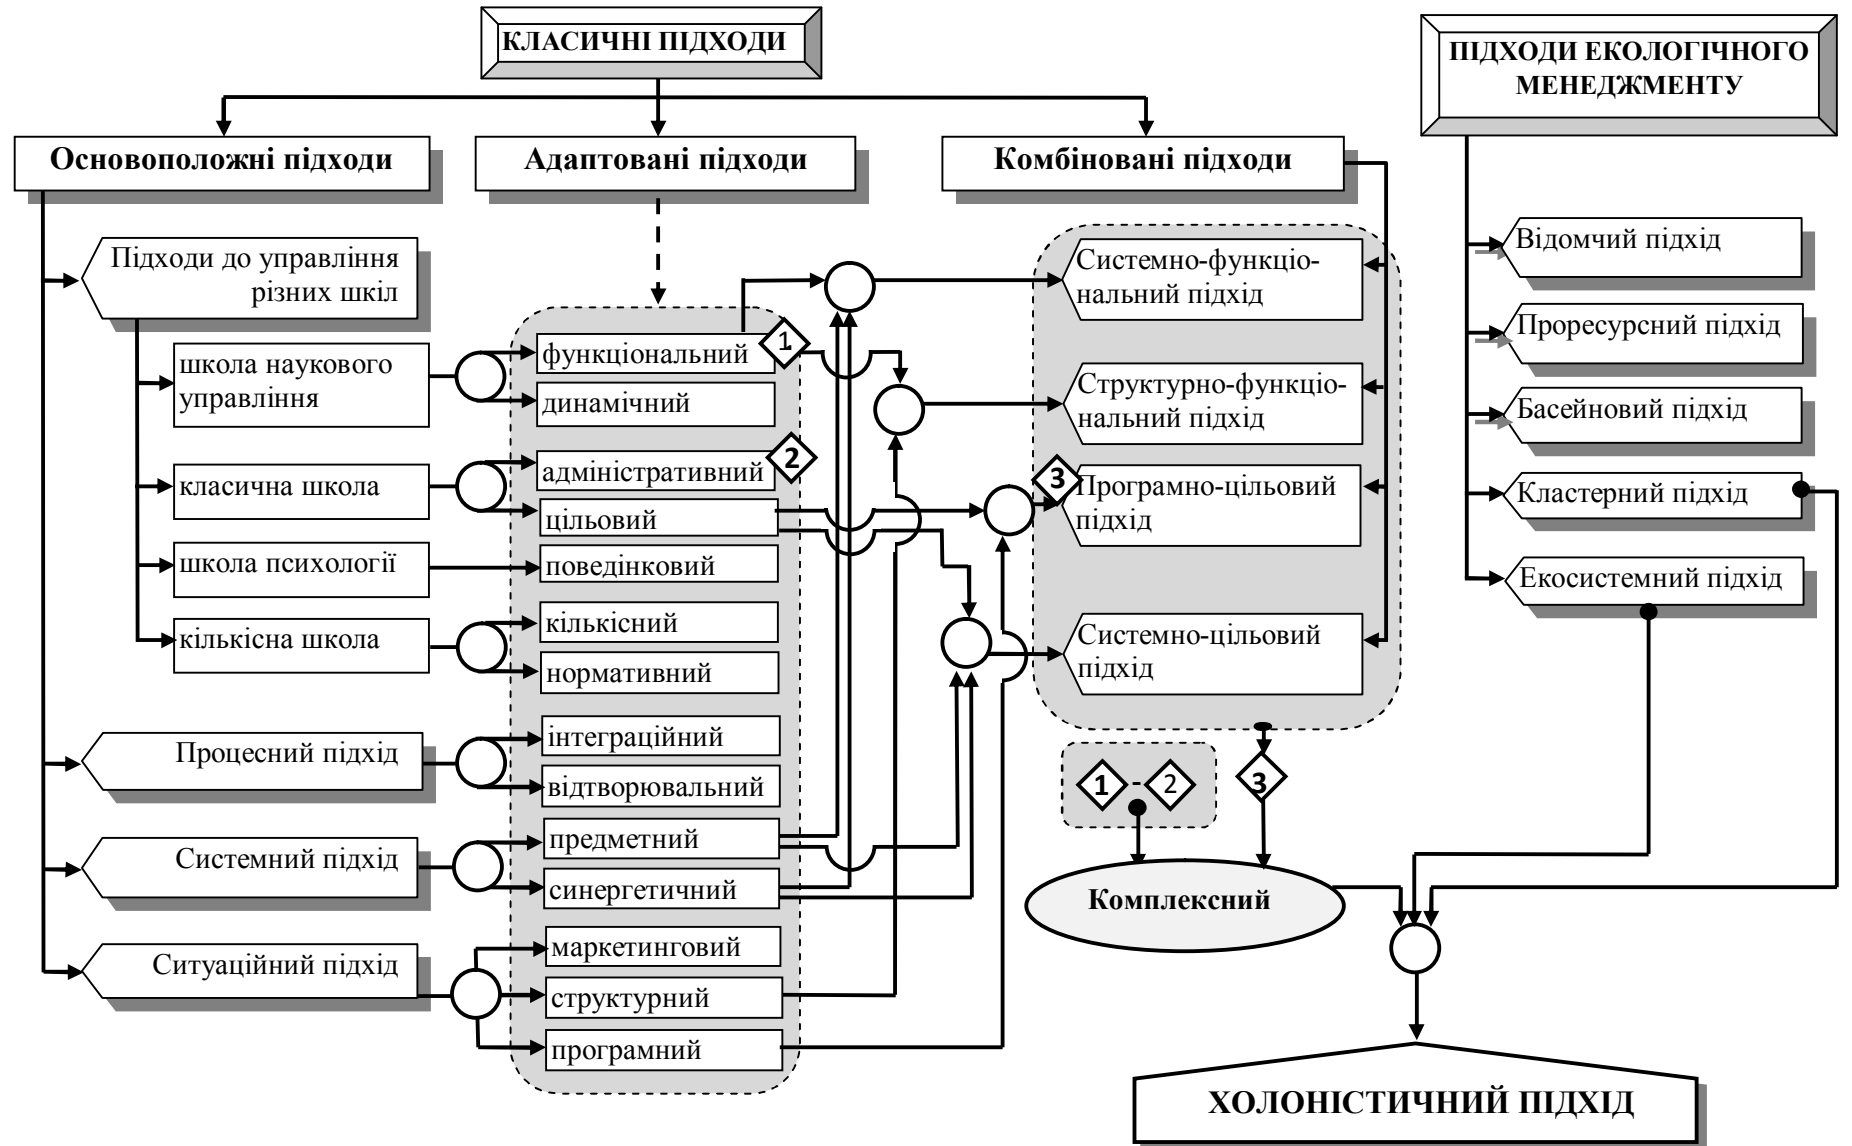 КЛАСИЧНІ ПІДХОДИ
ПІДХОДИ ЕКОЛОГІЧНОГО
МЕНЕДЖМЕНТУ
Основоположні підходи
Адаптовані підходи
Комбіновані підходи
Підходи до управління
різних шкіл
школа наукового
управління
класична школа
школа психології
кількісна школа
Процесний підхід
Системний підхід
Ситуаційний підхід
функціональний
1
динамічний
адміністративний
2
цільовий
поведінковий
кількісний
нормативний
інтеграційний
відтворювальний
предметний
синергетичний
маркетинговий
структурний
програмний
Системно-функціо-
нальний підхід
Структурно-функціо-
нальний підхід
3
Програмно-цільовий
підхід
Системно-цільовий
підхід
1 - 2
3
Комплексний
Відомчий підхід
Проресурсний підхід
Басейновий підхід
Кластерний підхід
Екосистемний підхід
ХОЛОНІСТИЧНИЙ ПІДХІД